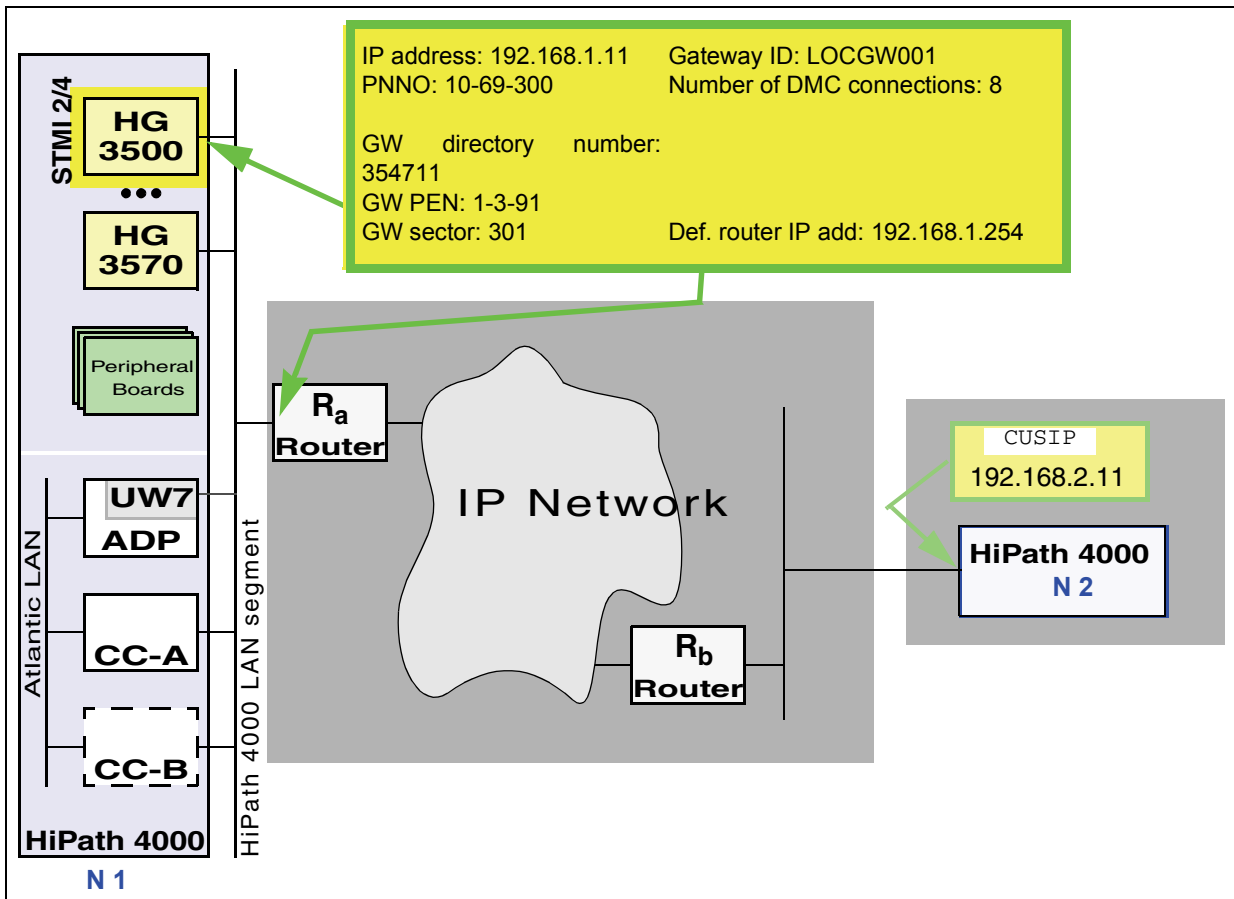 IP address: 192.168.1.11 Gateway ID: LOCGW001
PNNO: 10-69-300 Number of DMC connections: 8
GW directory number:
354711
GW PEN: 1-3-91
GW sector: 301 Def. router IP add: 192.168.1.254
STMI 2/4
HG
3500
•••
HG
3570
Peripheral
Boards
Ra
Router
IP Network
CUSIP
192.168.2.11
HiPath 4000
N 2
Rb
Router
UW7
ADP
CC-A
CC-B
Atlantic LAN
HiPath 4000 LAN segment
HiPath 4000
N 1